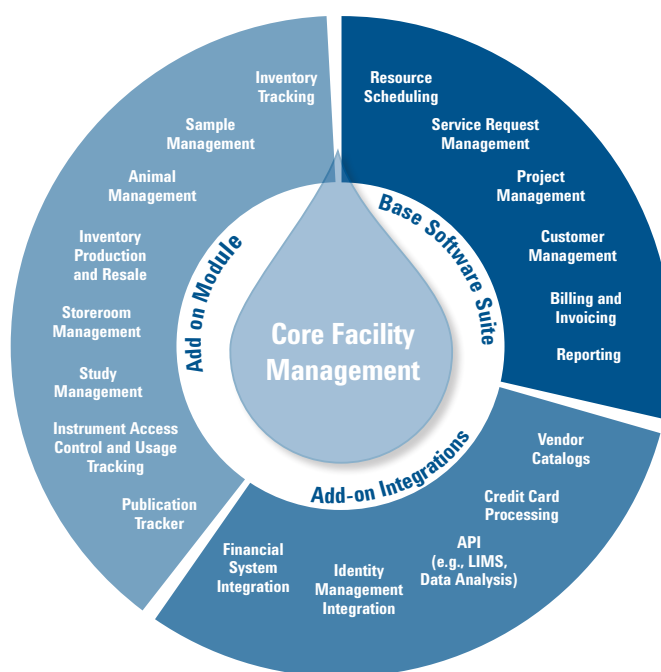 Core Facility
Management
Base Software Suite
Resource
Scheduling
Service Request
Management
Project
Management
Customer
Management
Billing and
Invoicing
Reporting
Add-on Integrations
Vendor
Catalogs
Credit Card
Processing
API
(e.g., LIMS,
Data Analysis)
Identity
Management
Integration
Financial
System
Integration
Add on Module
Inventory
Tracking
Sample
Management
Animal
Management
Inventory
Production
and Resale
Storeroom
Management
Study
Management
Instrument Access
Control and Usage
Tracking
Publication
Tracker